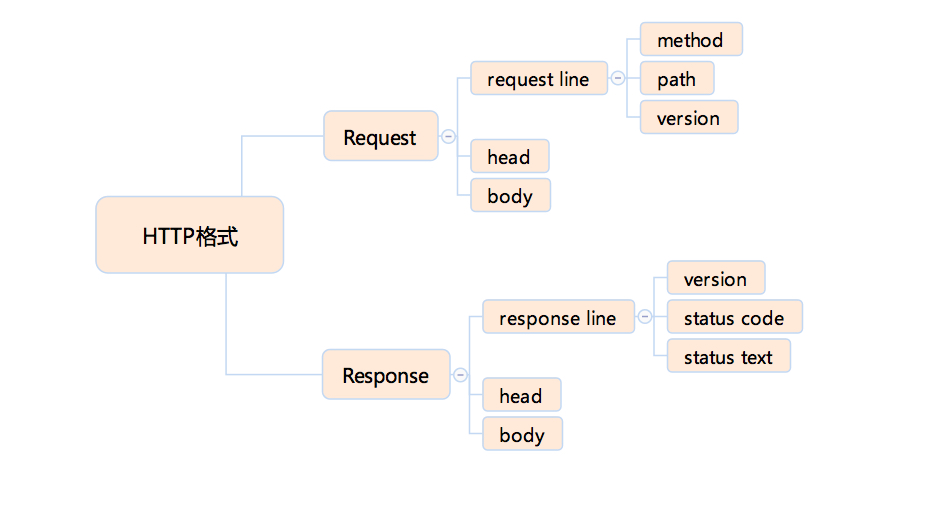 HTTP格式
Request
request line
method
path
version
head
body
Response
response line
version
status code
status text
head
body